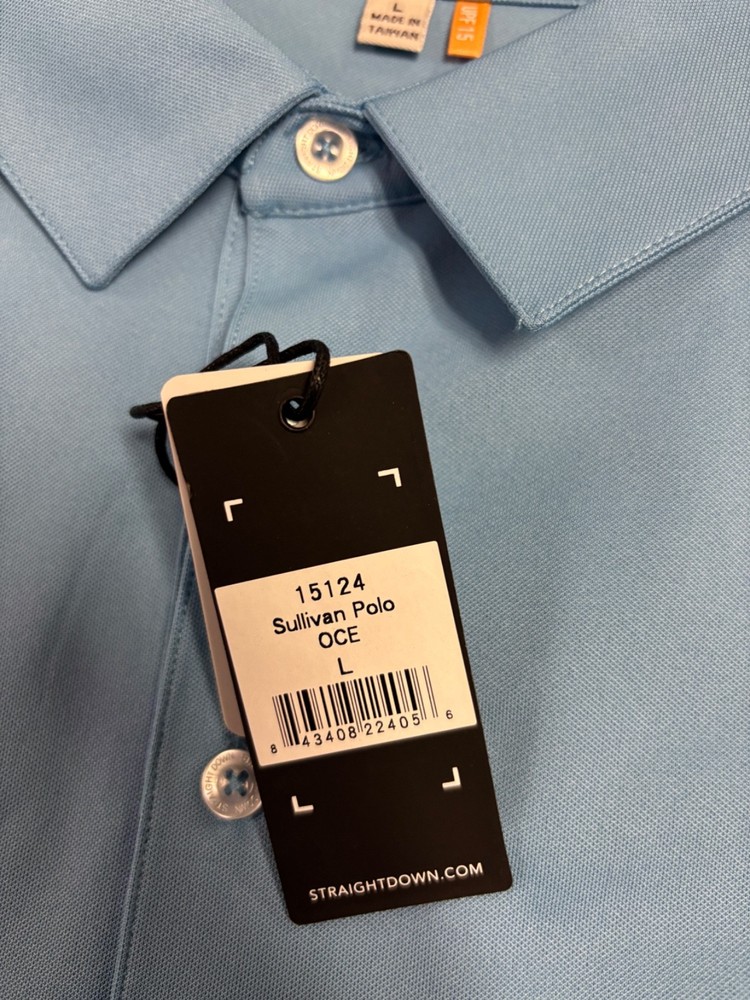 L
MADE IN
TAIWAN
UPF 15
15124
Sullivan Polo
OCE
L
8 43408 22405 6
STRAIGHTDOWN.COM